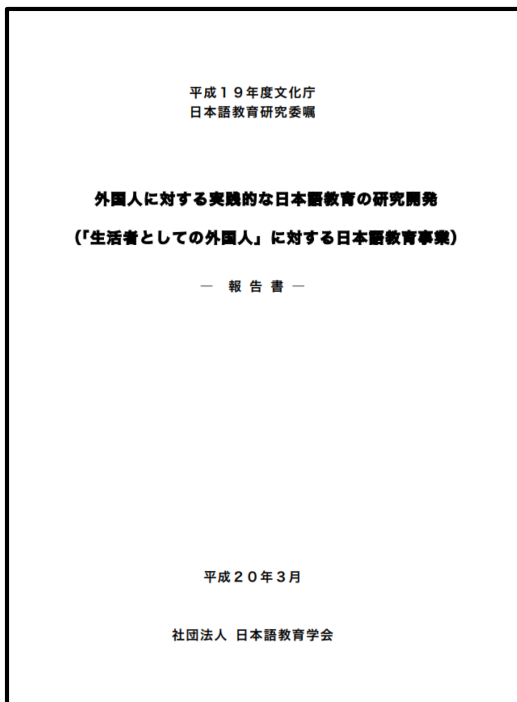 平成１９年度文化庁
日本語教育研究委嘱
外国人に対する実践的な日本語教育の研究開発
（「生活者としての外国人」に対する日本語教育事業）
― 報 告 書 ―
平成２０年３月
社団法人 日本語教育学会